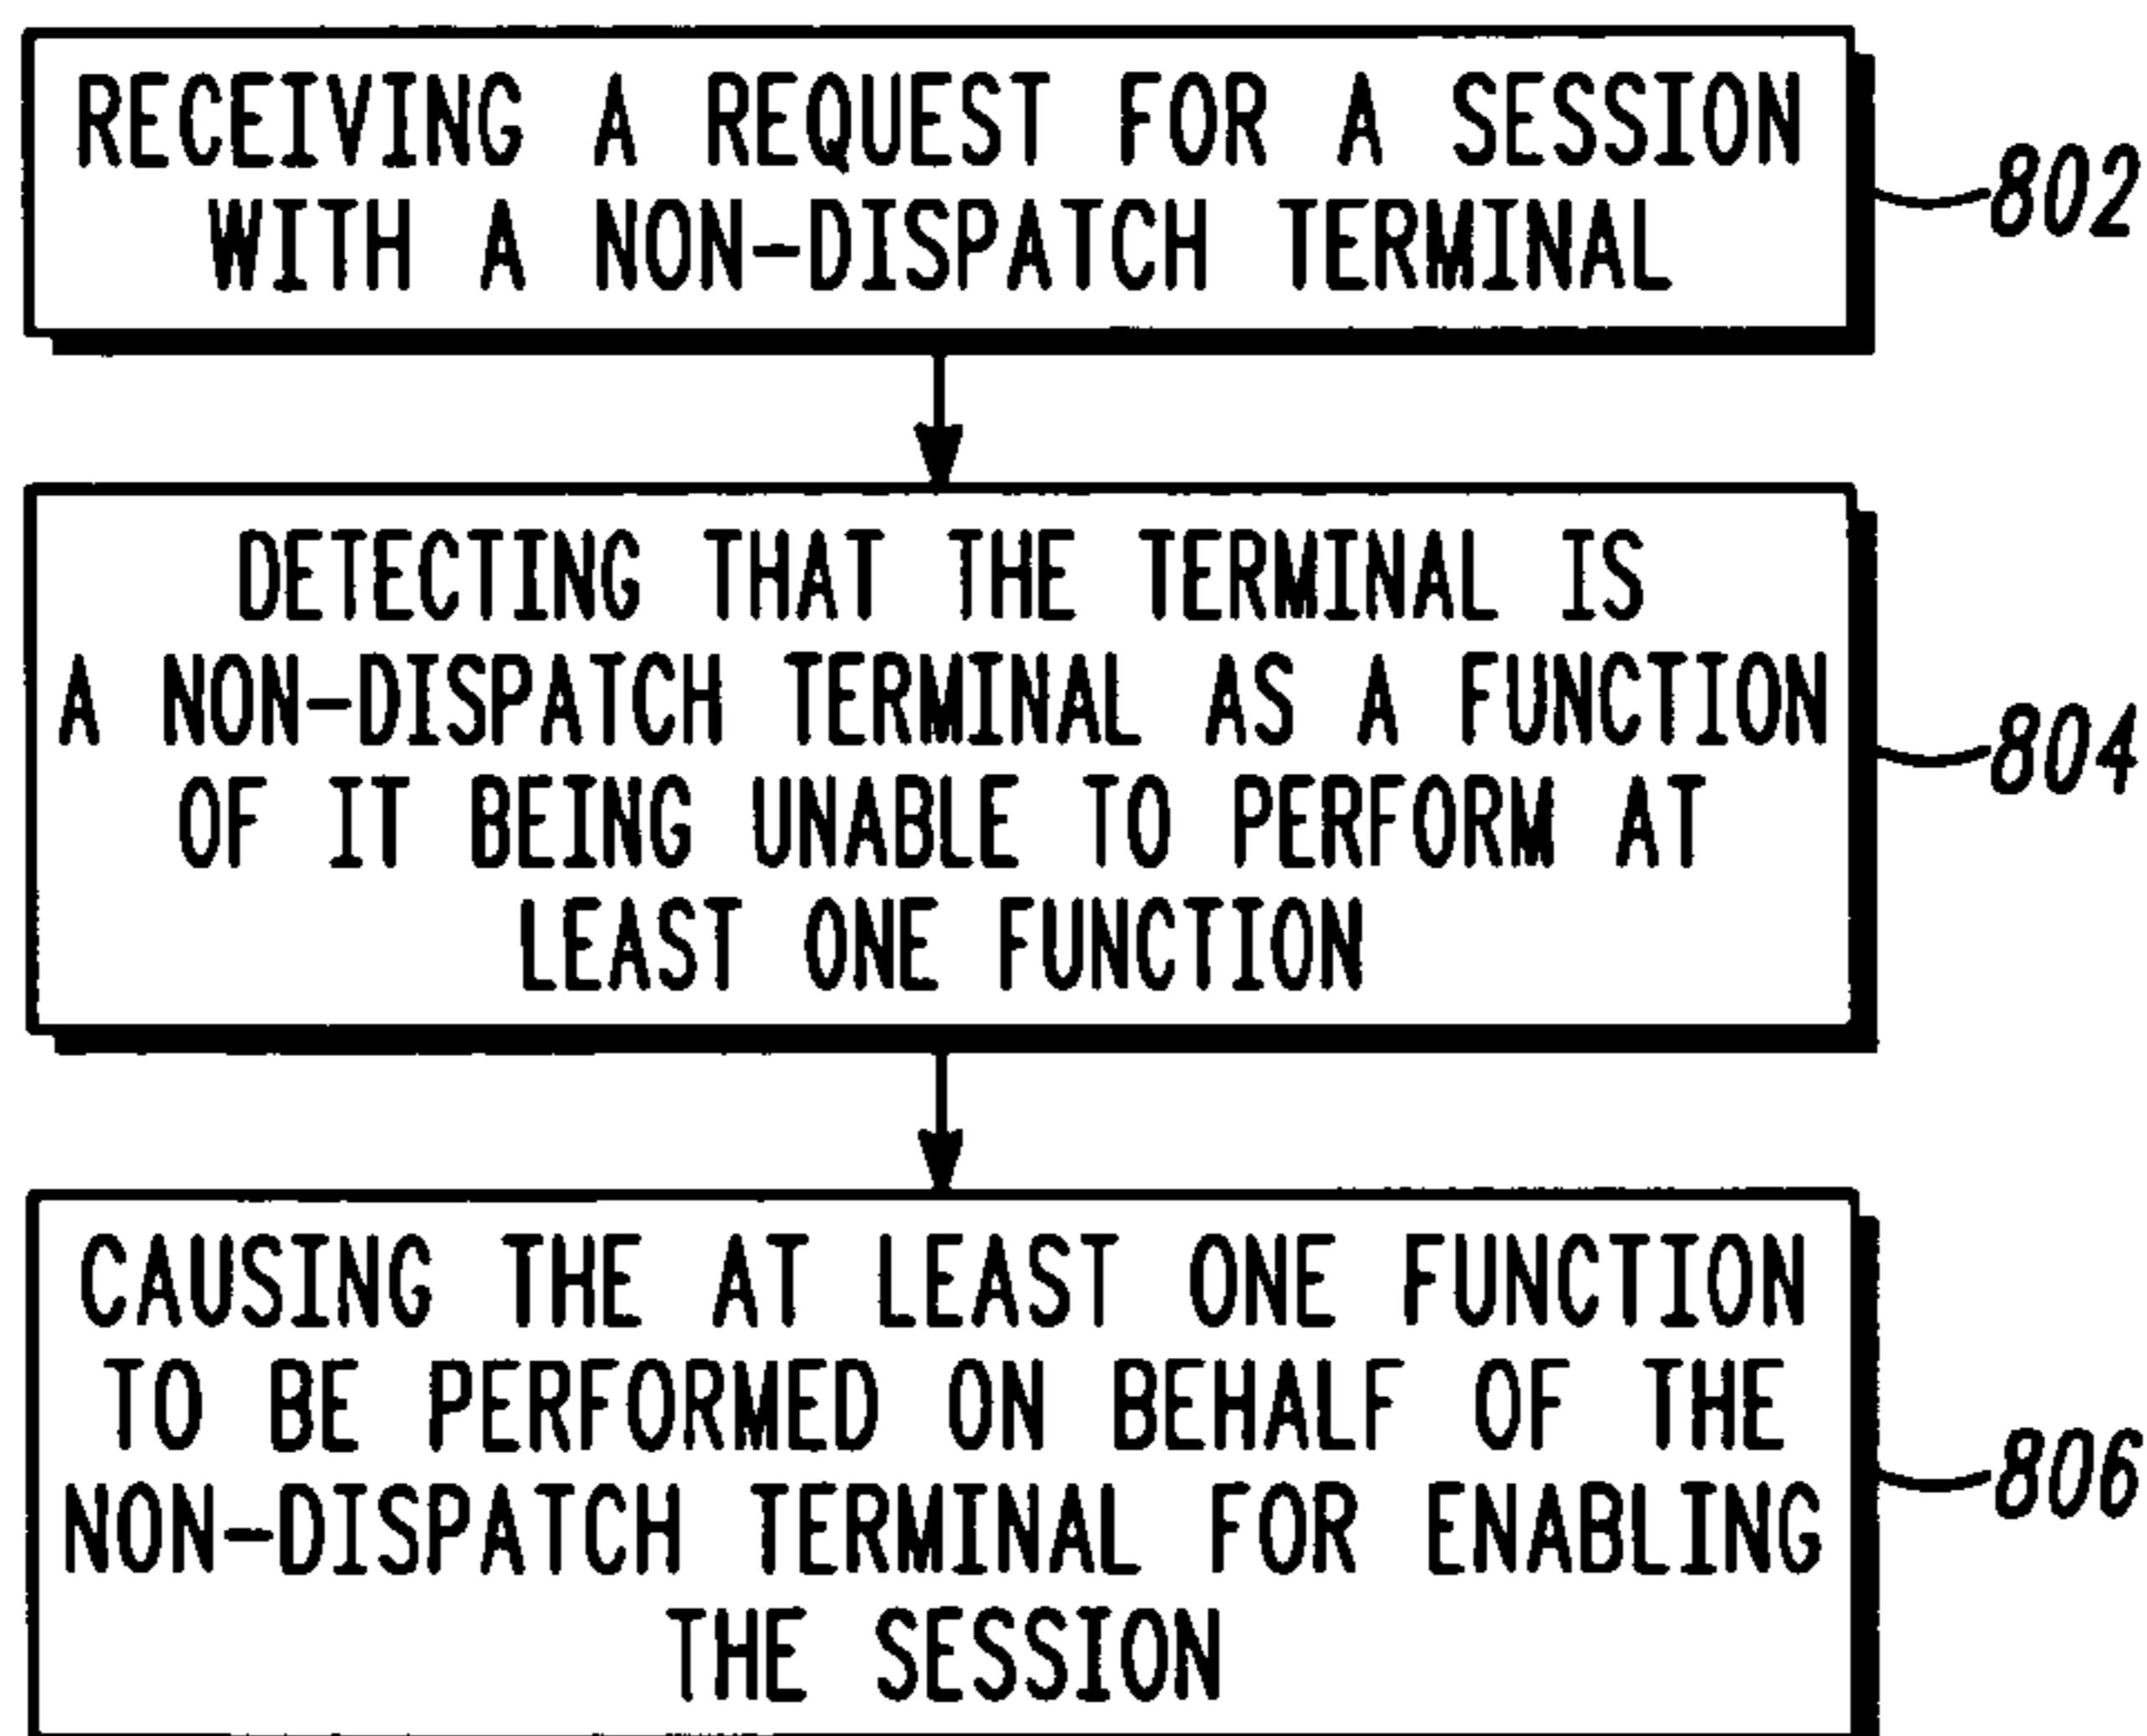 RECEIVING A REQUEST FOR A SESSION
WITH A NON-DISPATCH TERMINAL
802
DETECTING THAT THE TERMINAL IS
A NON-DISPATCH TERMINAL AS A FUNCTION
OF IT BEING UNABLE TO PERFORM AT
LEAST ONE FUNCTION
804
CAUSING THE AT LEAST ONE FUNCTION
TO BE PERFORMED ON BEHALF OF THE
NON-DISPATCH TERMINAL FOR ENABLING
THE SESSION
806